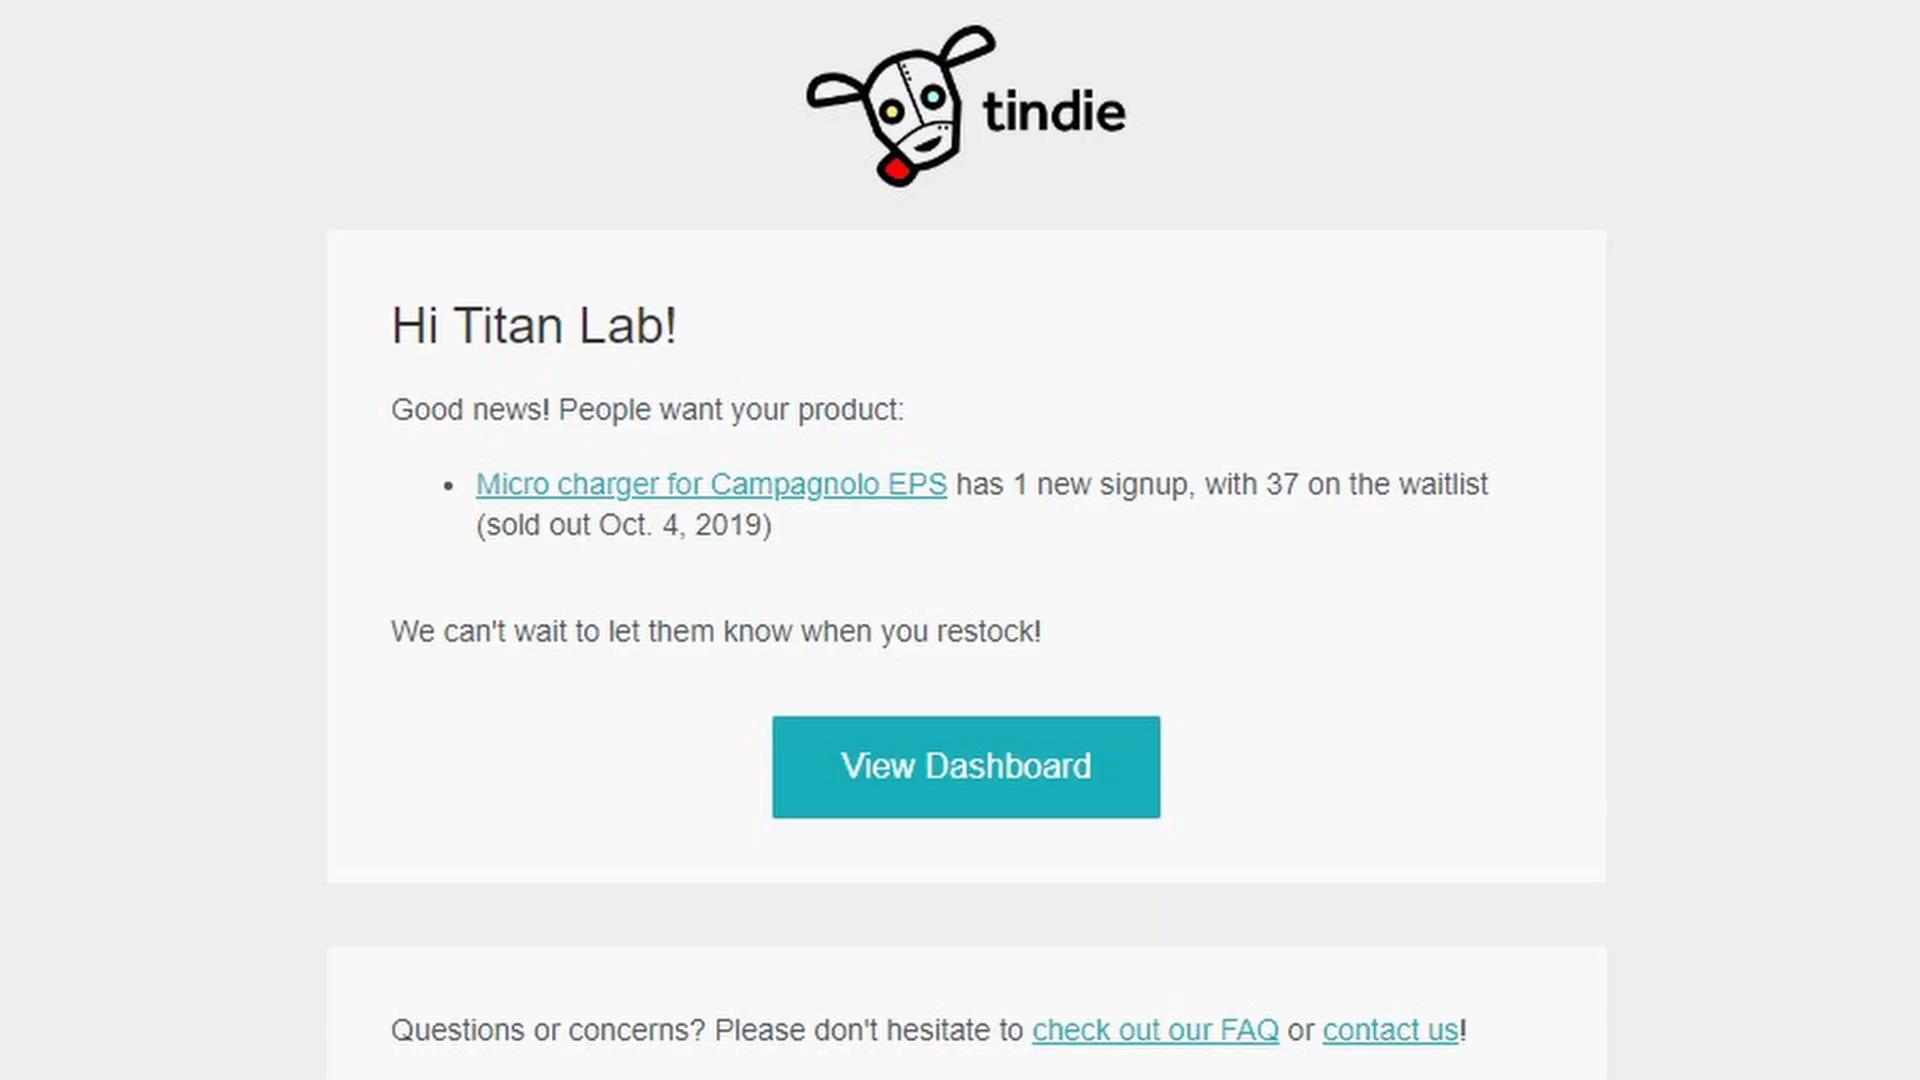 tindie
Hi Titan Lab!
Good news! People want your product:
• Micro charger for Campagnolo EPS has 1 new signup, with 37 on the waitlist
(sold out Oct. 4, 2019)
We can't wait to let them know when you restock!
View Dashboard
Questions or concerns? Please don't hesitate to check out our FAQ or contact us!